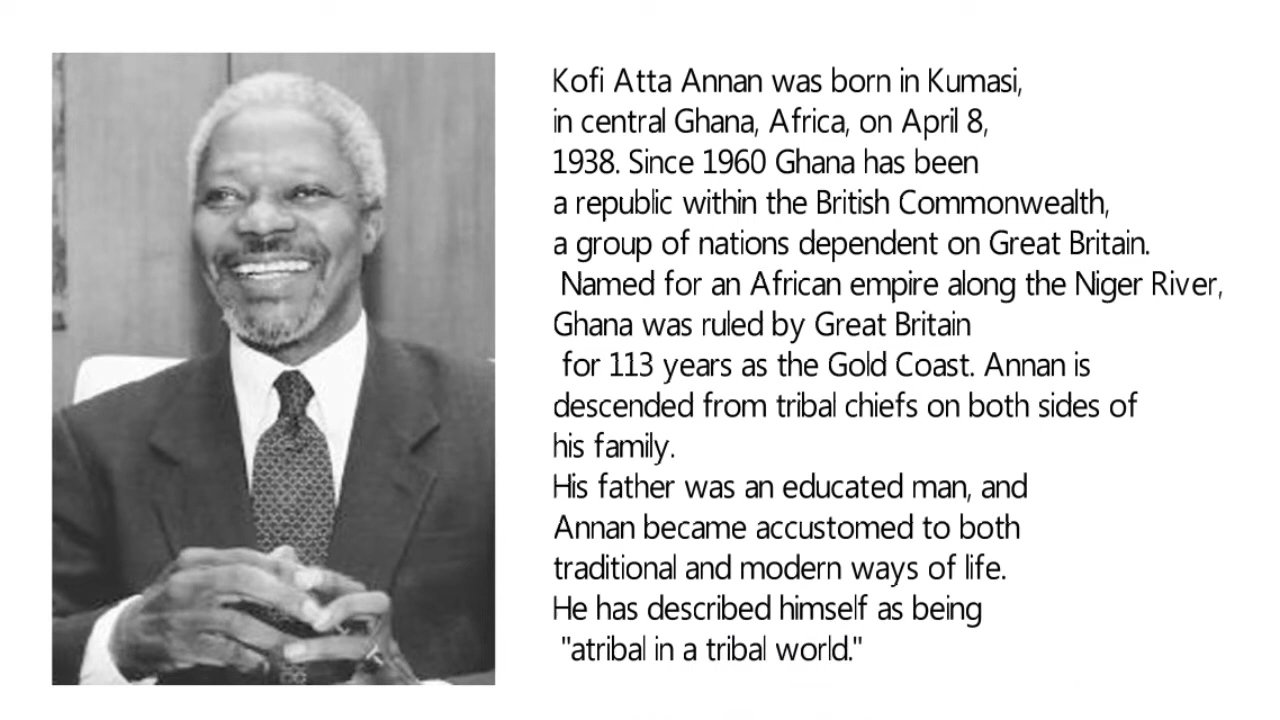 Kofi Atta Annan was born in Kumasi,
in central Ghana, Africa, on April 8,
1938. Since 1960 Ghana has been
a republic within the British Commonwealth,
a group of nations dependent on Great Britain.
Named for an African empire along the Niger River,
Ghana was ruled by Great Britain
for 113 years as the Gold Coast. Annan is
descended from tribal chiefs on both sides of
his family.
His father was an educated man, and
Annan became accustomed to both
traditional and modern ways of life.
He has described himself as being
"atribal in a tribal world."